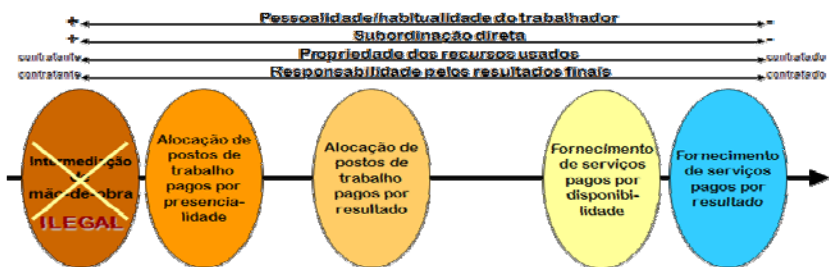 Pessoalidade/habitualidade do trabalhador
+ -
Subordinação direta
+ -
Propriedade dos recursos usados
contratante contratado
Responsabilidade pelos resultados finais
contratante contratado
Intermediação
de
mão-de-obra
ILEGAL
Alocação de
postos de
trabalho
pagos por
presencia-
lidade
Alocação de
postos de
trabalho
pagos por
resultado
Fornecimento
de serviços
pagos por
disponibi-
lidade
Fornecimento
de serviços
pagos por
resultado